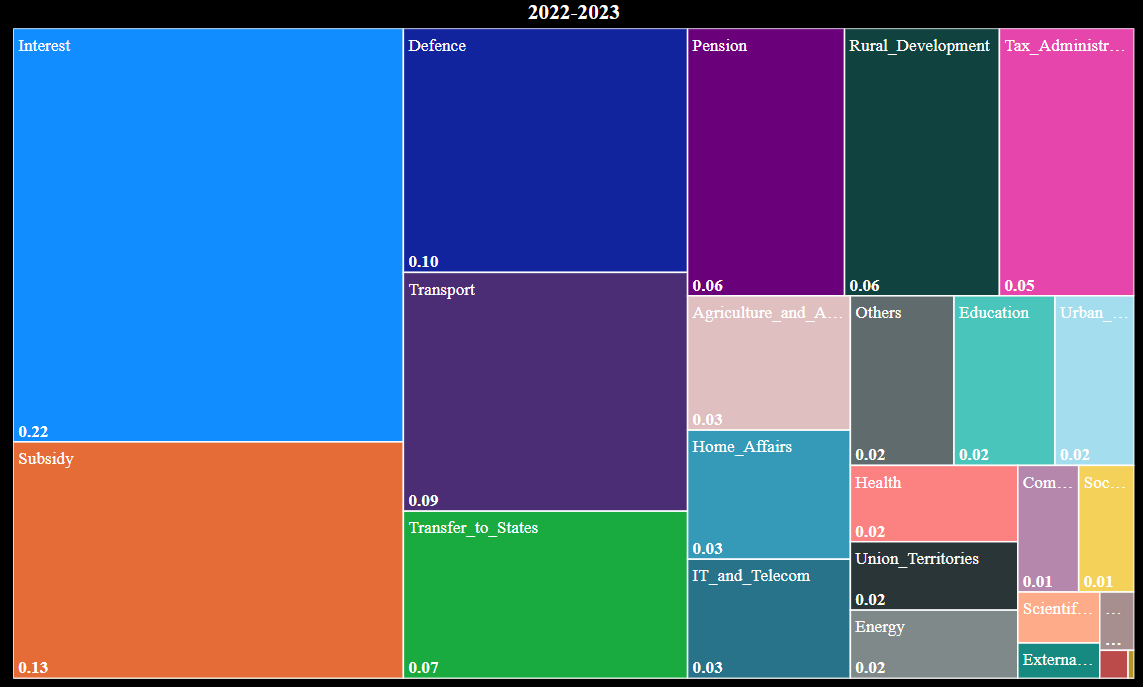 2022-2023
Interest
0.22
Subsidy
0.13
Defence
0.10
Transport
0.09
Transfer_to_States
0.07
Pension
0.06
Rural_Development
0.06
Tax_Administr...
0.05
Agriculture_and_A...
0.03
Home_Affairs
0.03
IT_and_Telecom
0.03
Others
0.02
Education
0.02
Urban_...
0.02
Health
0.02
Union_Territories
0.02
Energy
0.02
Com...
0.01
Soc...
0.01
Scientif...
Externa...
...
...